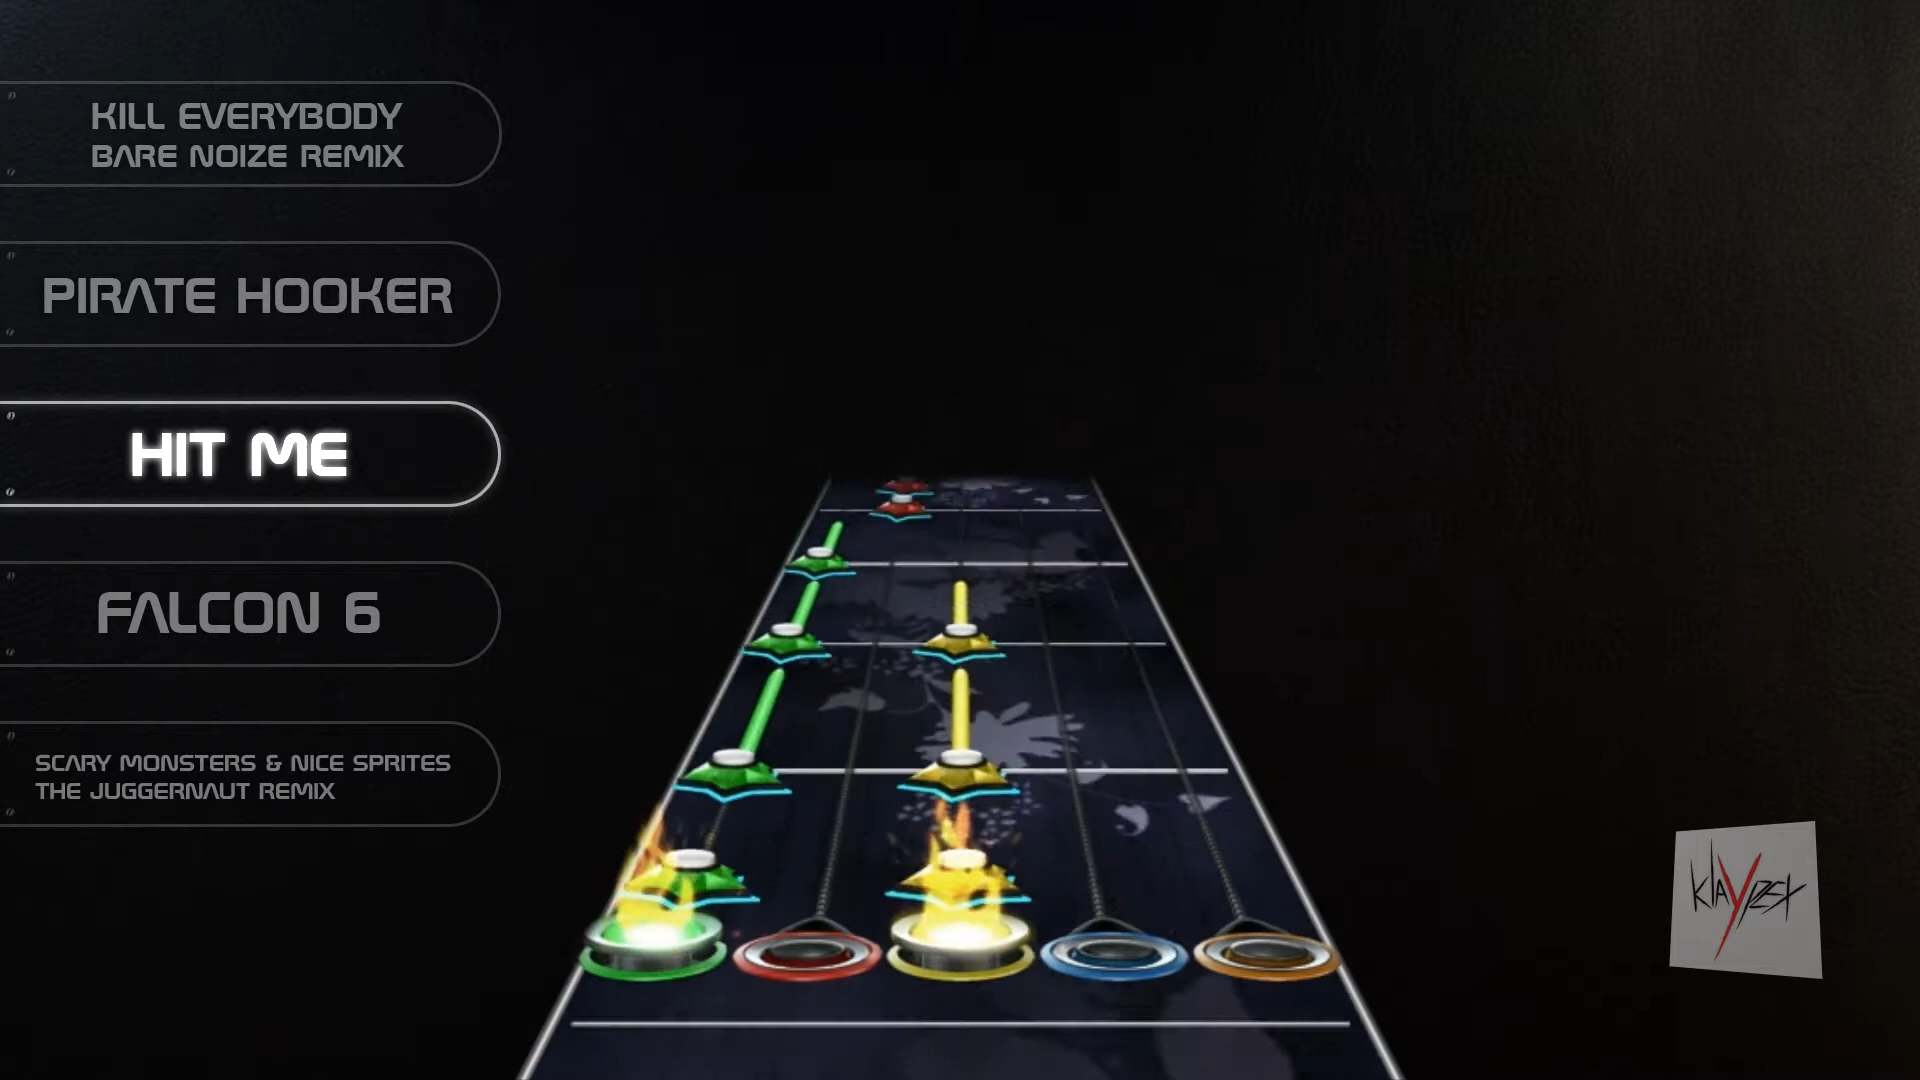 KILL EVERYBODY
BARE NOIZE REMIX
PIRATE HOOKER
HIT ME
FALCON 6
SCARY MONSTERS & NICE SPRITES
THE JUGGERNAUT REMIX
klaypex